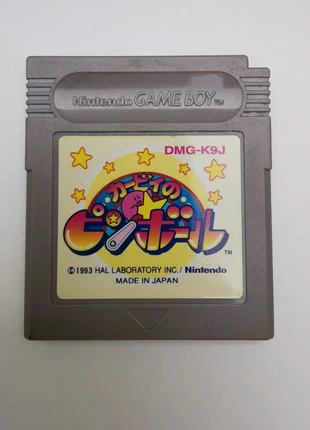 Nintendo GAME BOY™
DMG-K9J
カービィの
ピンボール
™
©1993 HAL LABORATORY INC./Nintendo
MADE IN JAPAN